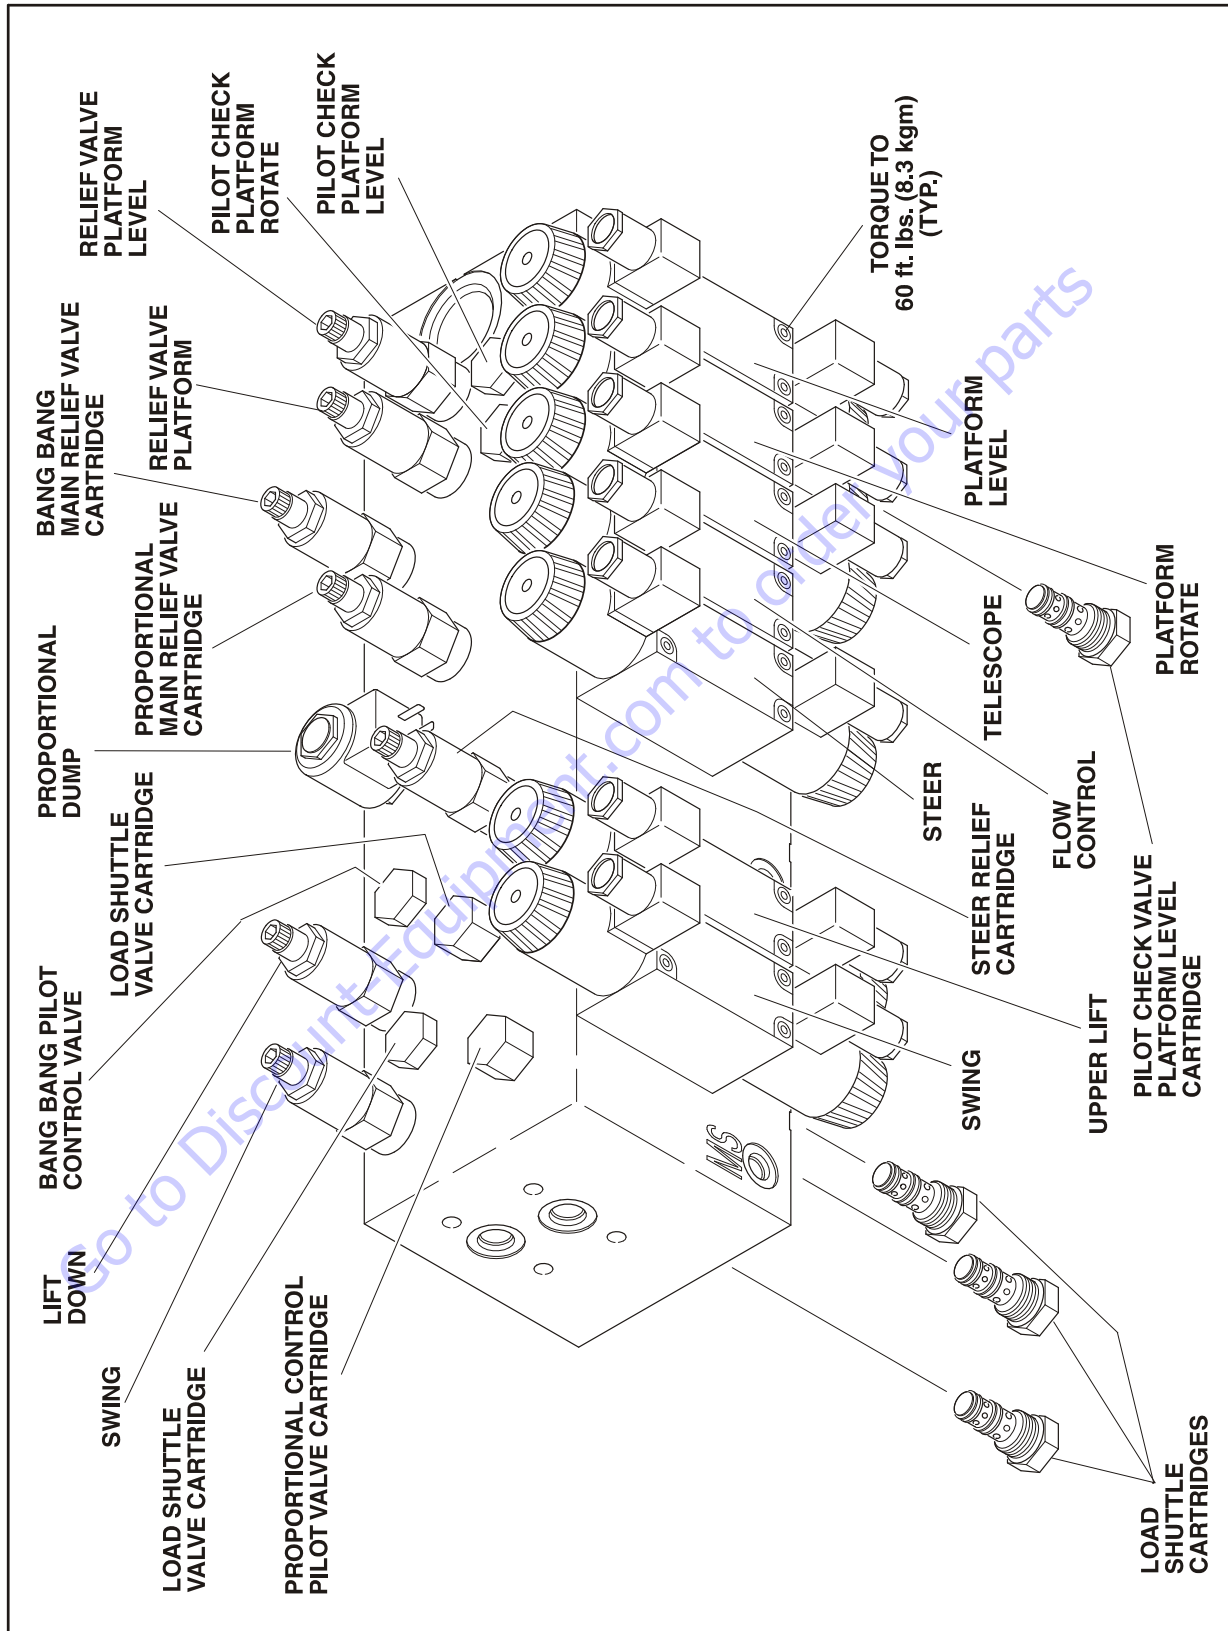 RELIEF VALVE
PLATFORM
LEVEL
PILOT CHECK
PLATFORM
ROTATE
PILOT CHECK
PLATFORM
LEVEL
BANG BANG
MAIN RELIEF VALVE
CARTRIDGE
RELIEF VALVE
PLATFORM
PROPORTIONAL
MAIN RELIEF VALVE
CARTRIDGE
PROPORTIONAL
DUMP
LOAD SHUTTLE
VALVE CARTRIDGE
BANG BANG PILOT
CONTROL VALVE
LIFT
DOWN
SWING
LOAD SHUTTLE
VALVE CARTRIDGE
PROPORTIONAL CONTROL
PILOT VALVE CARTRIDGE
TORQUE TO
60 ft. lbs. (8.3 kgm)
(TYP.)
PLATFORM
LEVEL
PLATFORM
ROTATE
TELESCOPE
FLOW
CONTROL
STEER
STEER RELIEF
CARTRIDGE
PILOT CHECK VALVE
PLATFORM LEVEL
CARTRIDGE
UPPER LIFT
SWING
LOAD
SHUTTLE
CARTRIDGES
MS
Go to Discount-Equipment.com to order your parts